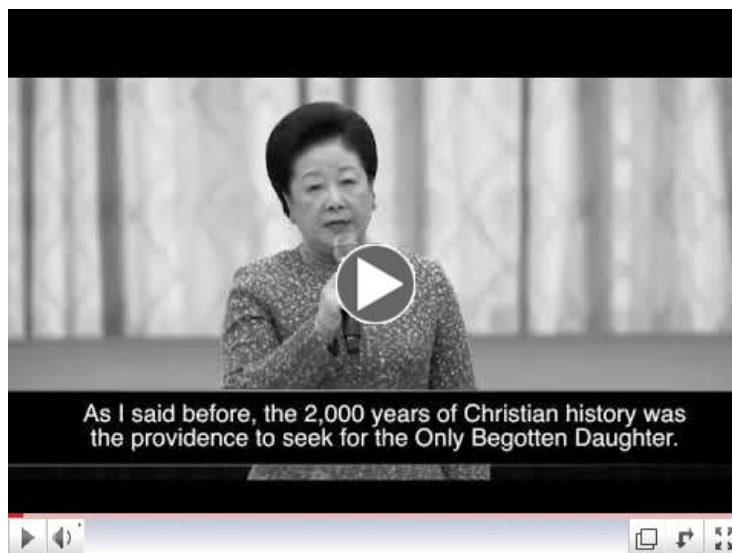 As I said before, the 2,000 years of Christian history was
the providence to seek for the Only Begotten Daughter.